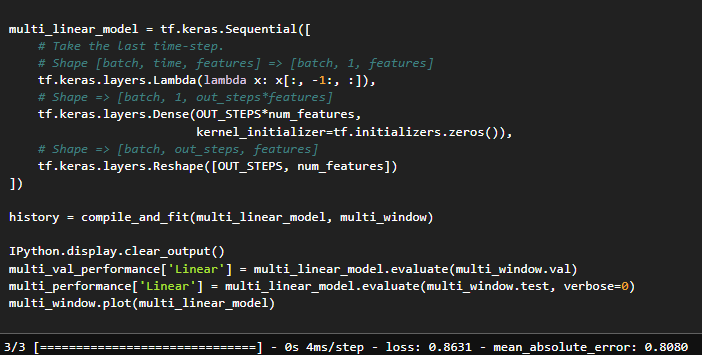 multi_linear_model = tf.keras.Sequential([
# Take the last time-step.
# Shape [batch, time, features] => [batch, 1, features]
tf.keras.layers.Lambda(lambda x: x[:, -1:, :]),
# Shape => [batch, 1, out_steps*features]
tf.keras.layers.Dense(OUT_STEPS*num_features,
kernel_initializer=tf.initializers.zeros()),
# Shape => [batch, out_steps, features]
tf.keras.layers.Reshape([OUT_STEPS, num_features])
])
history = compile_and_fit(multi_linear_model, multi_window)
IPython.display.clear_output()
multi_val_performance['Linear'] = multi_linear_model.evaluate(multi_window.val)
multi_performance['Linear'] = multi_linear_model.evaluate(multi_window.test, verbose=0)
multi_window.plot(multi_linear_model)
3/3 [==============================] - 0s 4ms/step - loss: 0.8631 - mean_absolute_error: 0.8080